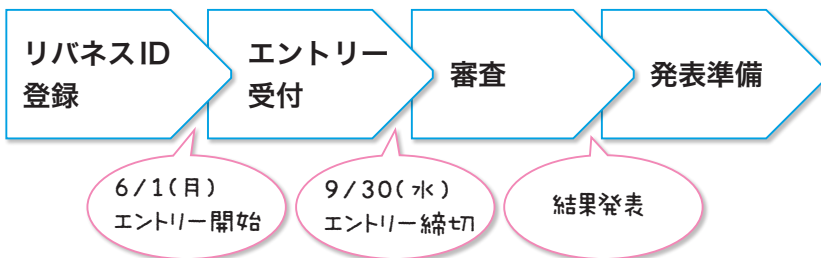 リバネスID
登録
エントリー
受付
審査
発表準備
6/1(月)
エントリー開始
9/30(水)
エントリー締切
結果発表